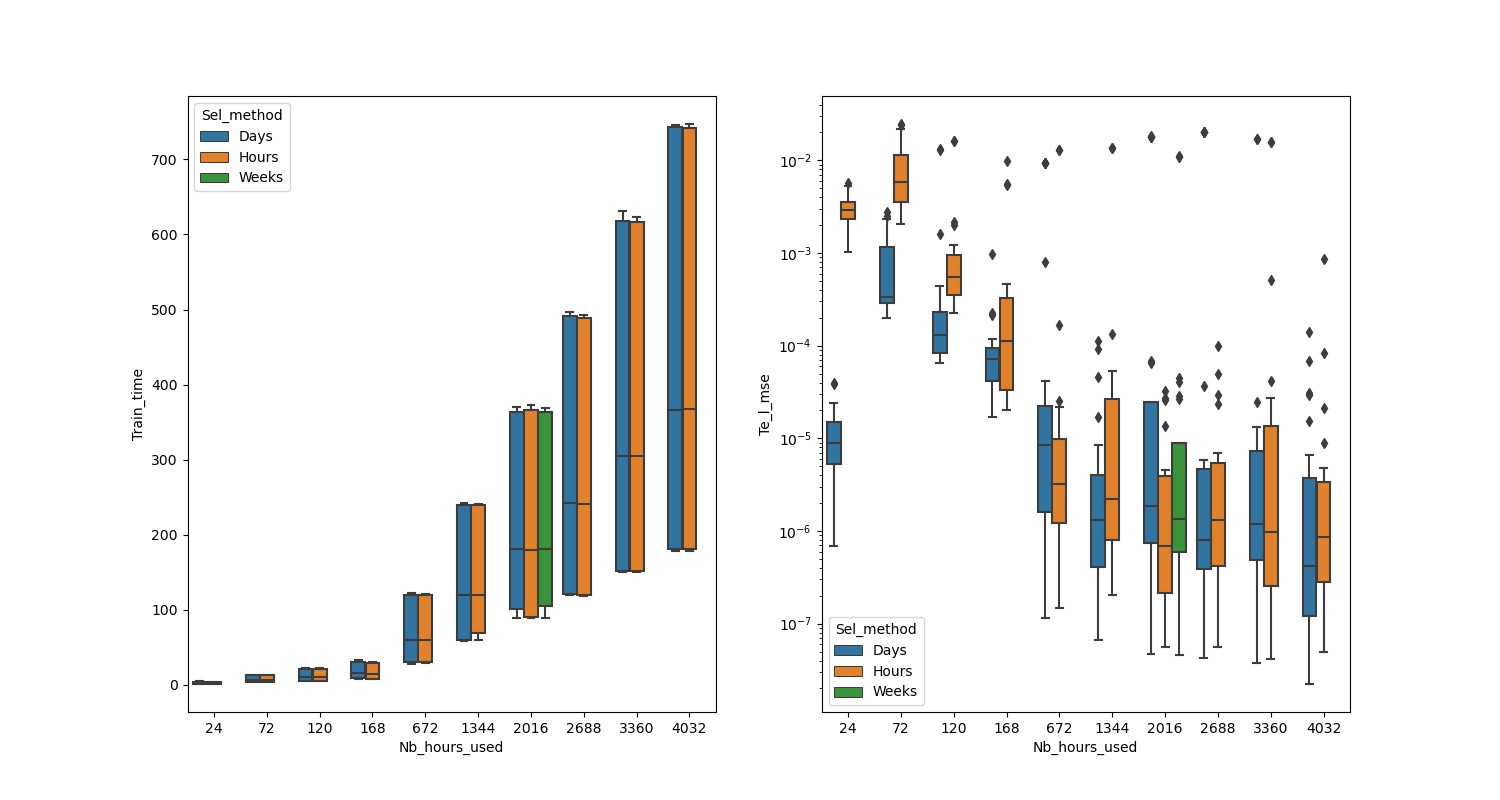 Sel_method
Days
Hours
Weeks
700
600
500
400
300
200
100
0
Train_time
24 72 120 168 672 1344 2016 2688 3360 4032
Nb_hours_used
10⁻²
10⁻³
10⁻⁴
10⁻⁵
10⁻⁶
10⁻⁷
Te_l_mse
Sel_method
Days
Hours
Weeks
24 72 120 168 672 1344 2016 2688 3360 4032
Nb_hours_used